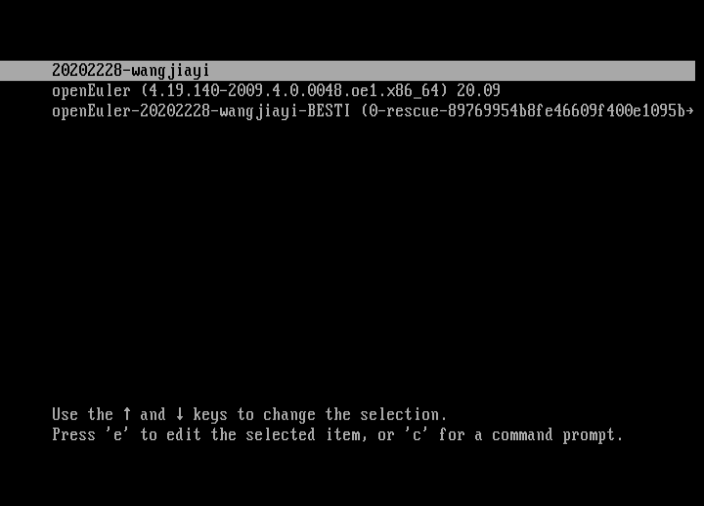 20202228-wangjiayi
openEuler (4.19.140-2009.4.0.0048.oe1.x86_64) 20.09
openEuler-20202228-wangjiayi-BESTI (0-rescue-89769954b8fe46609f400e1095b→
Use the ↑ and ↓ keys to change the selection.
Press 'e' to edit the selected item, or 'c' for a command prompt.